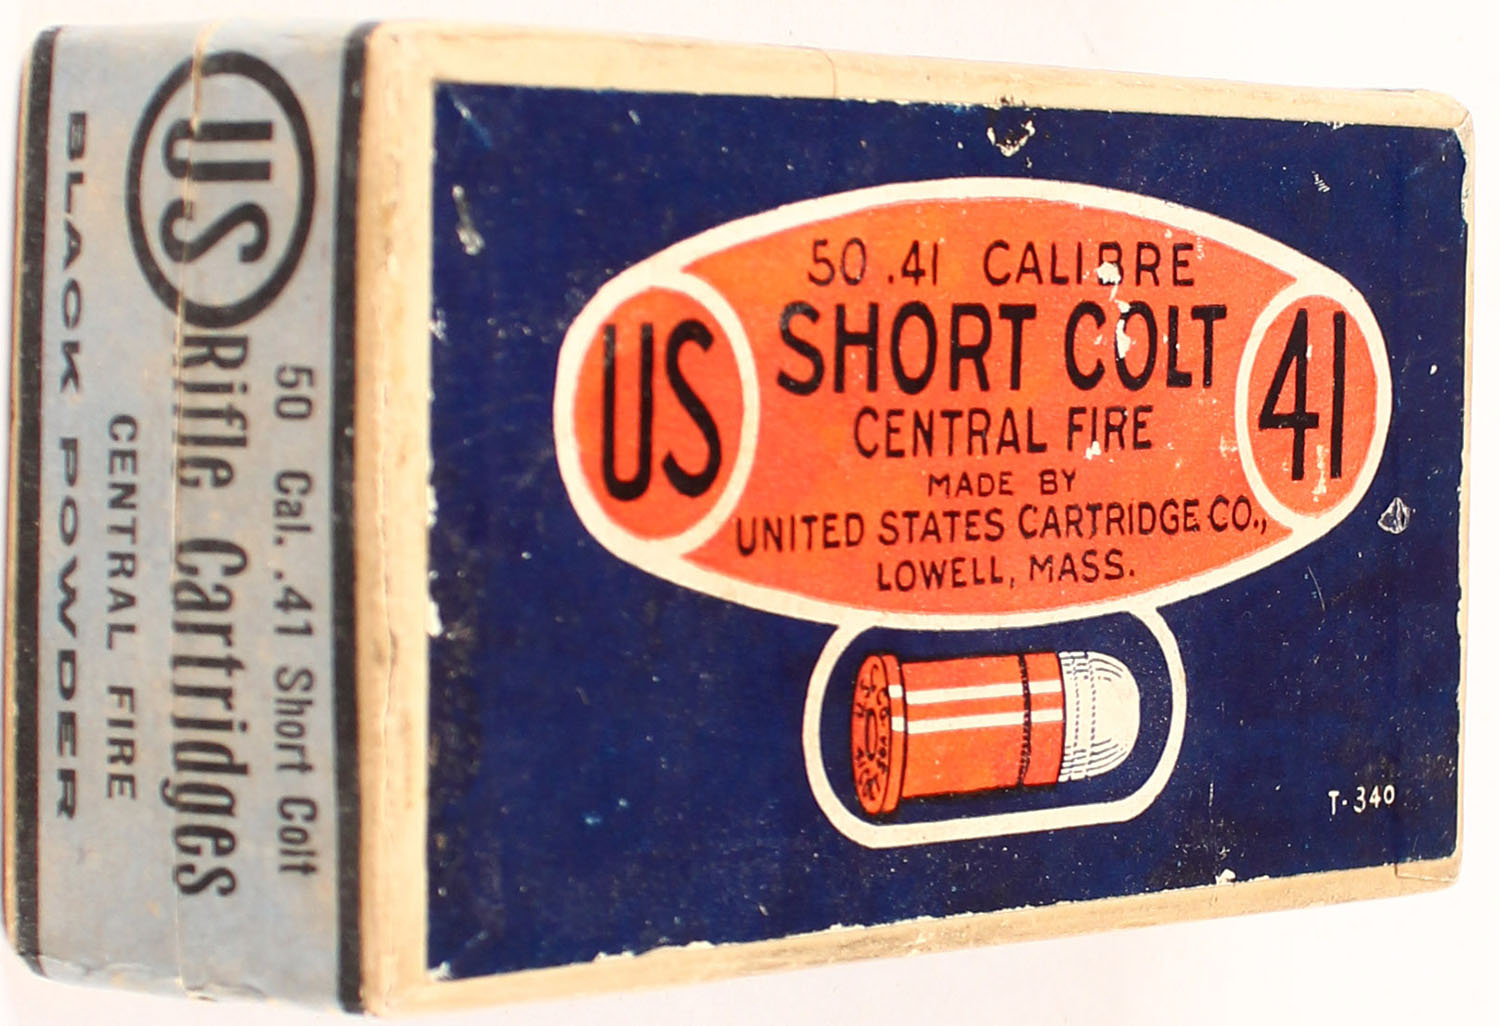 50 .41 CALIBRE
SHORT COLT
CENTRAL FIRE
MADE BY
UNITED STATES CARTRIDGE CO.,
LOWELL, MASS.
US
41
T-340
50 Cal. .41 Short Colt
US Rifle Cartridges
CENTRAL FIRE
BLACK POWDER